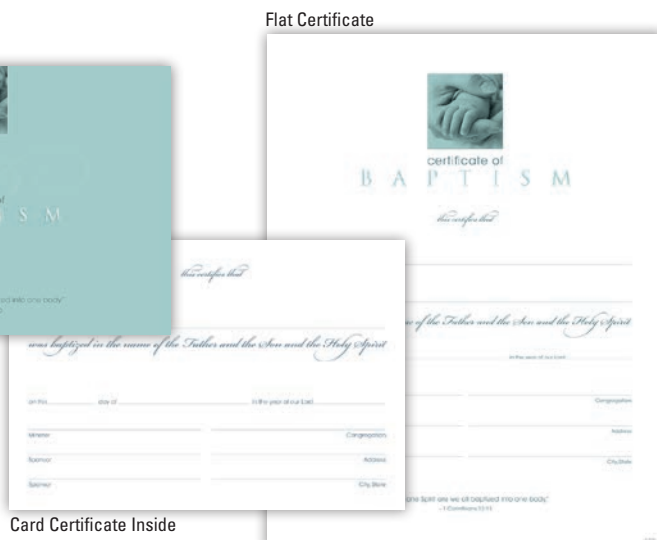 Flat Certificate
certificate of
BAPTISM
this certifies that
of the Father and the Son and the Holy Spirit
in the year of our Lord
Congregation
Address
City, State
one Spirit are we all baptized into one body"
– 1 Corinthians 12:13
S M
into one body"
this certifies that
was baptized in the name of the Father and the Son and the Holy Spirit
on this day of in the year of our Lord
Minister Congregation
Sponsor Address
Sponsor City, State
Card Certificate Inside